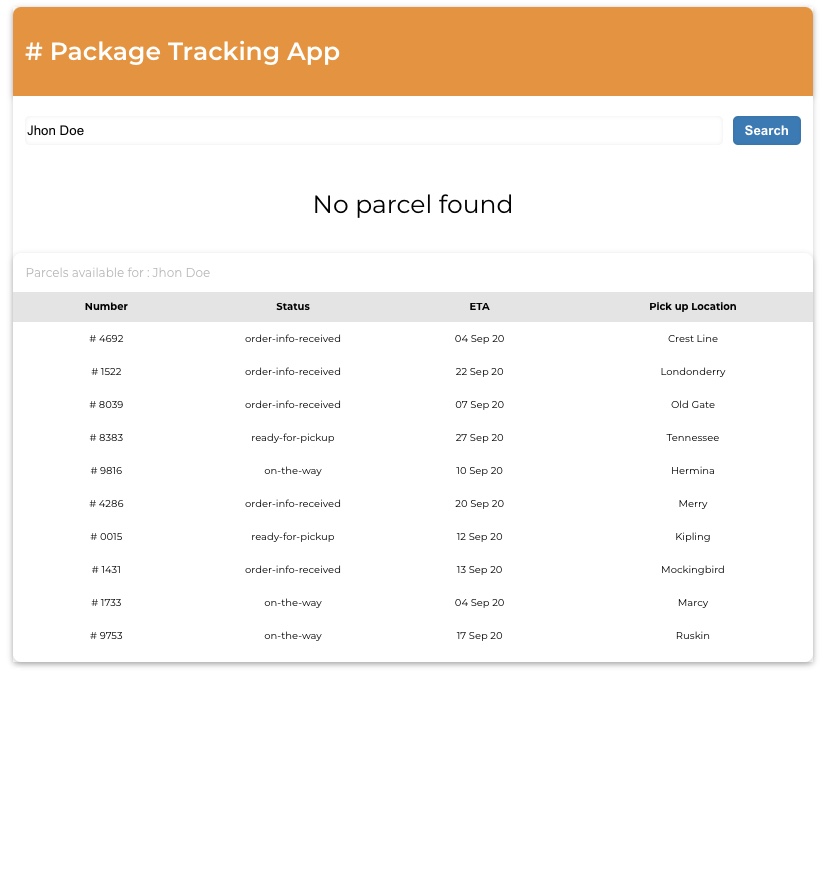 # Package Tracking App
Jhon Doe Search
No parcel found
Parcels available for : Jhon Doe
Number Status ETA Pick up Location
# 4692 order-info-received 04 Sep 20 Crest Line
# 1522 order-info-received 22 Sep 20 Londonderry
# 8039 order-info-received 07 Sep 20 Old Gate
# 8383 ready-for-pickup 27 Sep 20 Tennessee
# 9816 on-the-way 10 Sep 20 Hermina
# 4286 order-info-received 20 Sep 20 Merry
# 0015 ready-for-pickup 12 Sep 20 Kipling
# 1431 order-info-received 13 Sep 20 Mockingbird
# 1733 on-the-way 04 Sep 20 Marcy
# 9753 on-the-way 17 Sep 20 Ruskin